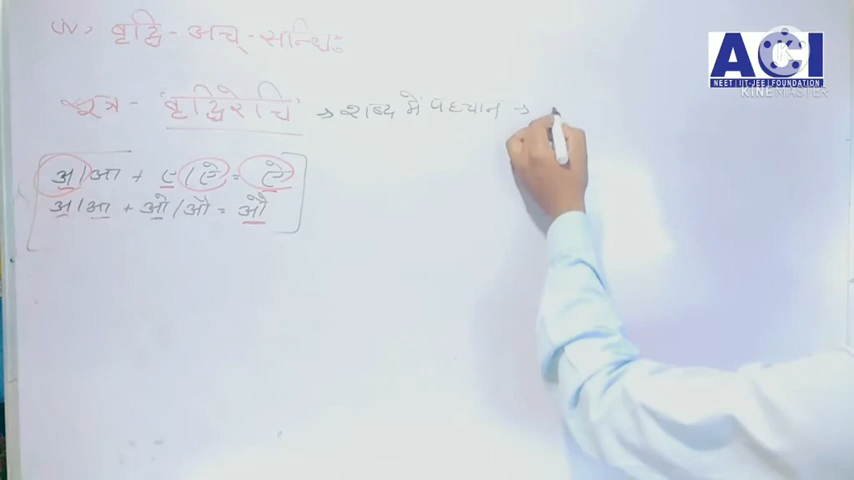 iv> वृद्धि - अच् - सन्धिः
सूत्र - 'वृद्धिरेचि' → शब्द में पहचान →
अ/आ + ए/ऐ = ऐ
अ/आ + ओ/औ = औ
ACI
NEET | IIT-JEE | FOUNDATION
KINEMASTER